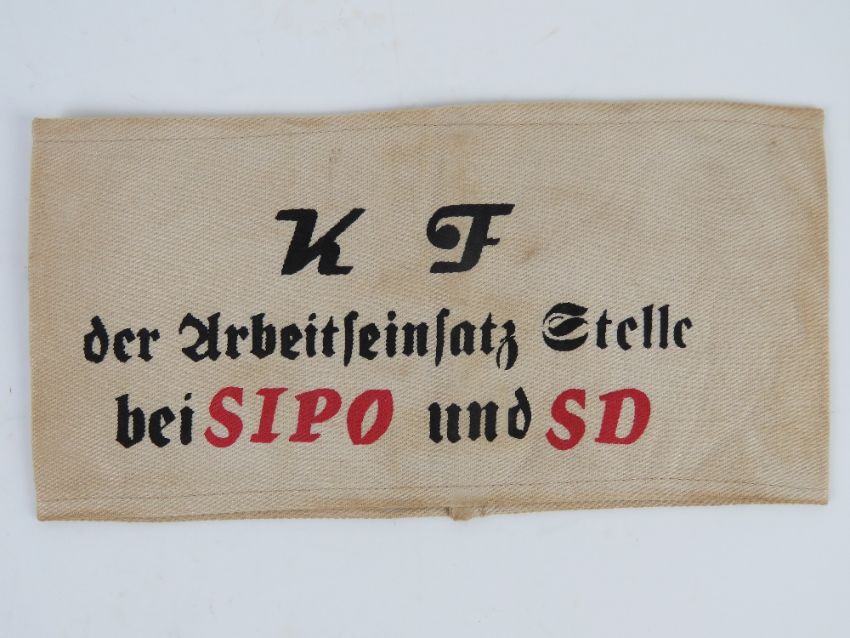 K F
der Arbeitſeinſatz Stelle
bei SIPO und SD